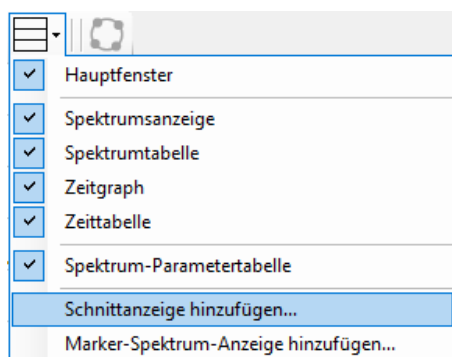 Hauptfenster
Spektrumsanzeige
Spektrumtabelle
Zeitgraph
Zeittabelle
Spektrum-Parametertabelle
Schnittanzeige hinzufügen...
Marker-Spektrum-Anzeige hinzufügen...